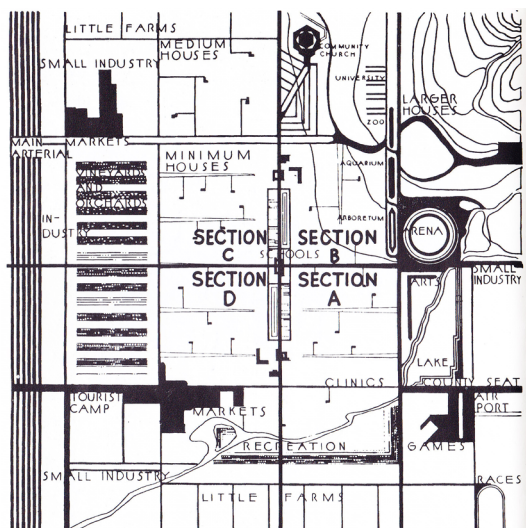 LITTLE FARMS
MEDIUM
HOUSES
COMMUNITY
CHURCH
SMALL INDUSTRY
UNIVERSITY
LARGER
HOUSES
ZOO
MAIN
ARTERIAL
MARKETS
MINIMUM
HOUSES
AQUARIUM
VINEYARDS
AND
ORCHARDS
IN-
DUSTRY
ARBORETUM
ARENA
SECTION
C
SECTION
B
SCHOOLS
SECTION
D
SECTION
A
ARTS
SMALL
INDUSTRY
LAKE
CLINICS
COUNTY SEAT
TOURIST
CAMP
MARKETS
AIR
PORT
RECREATION
GAMES
SMALL INDUSTRY
RACES
LITTLE FARMS